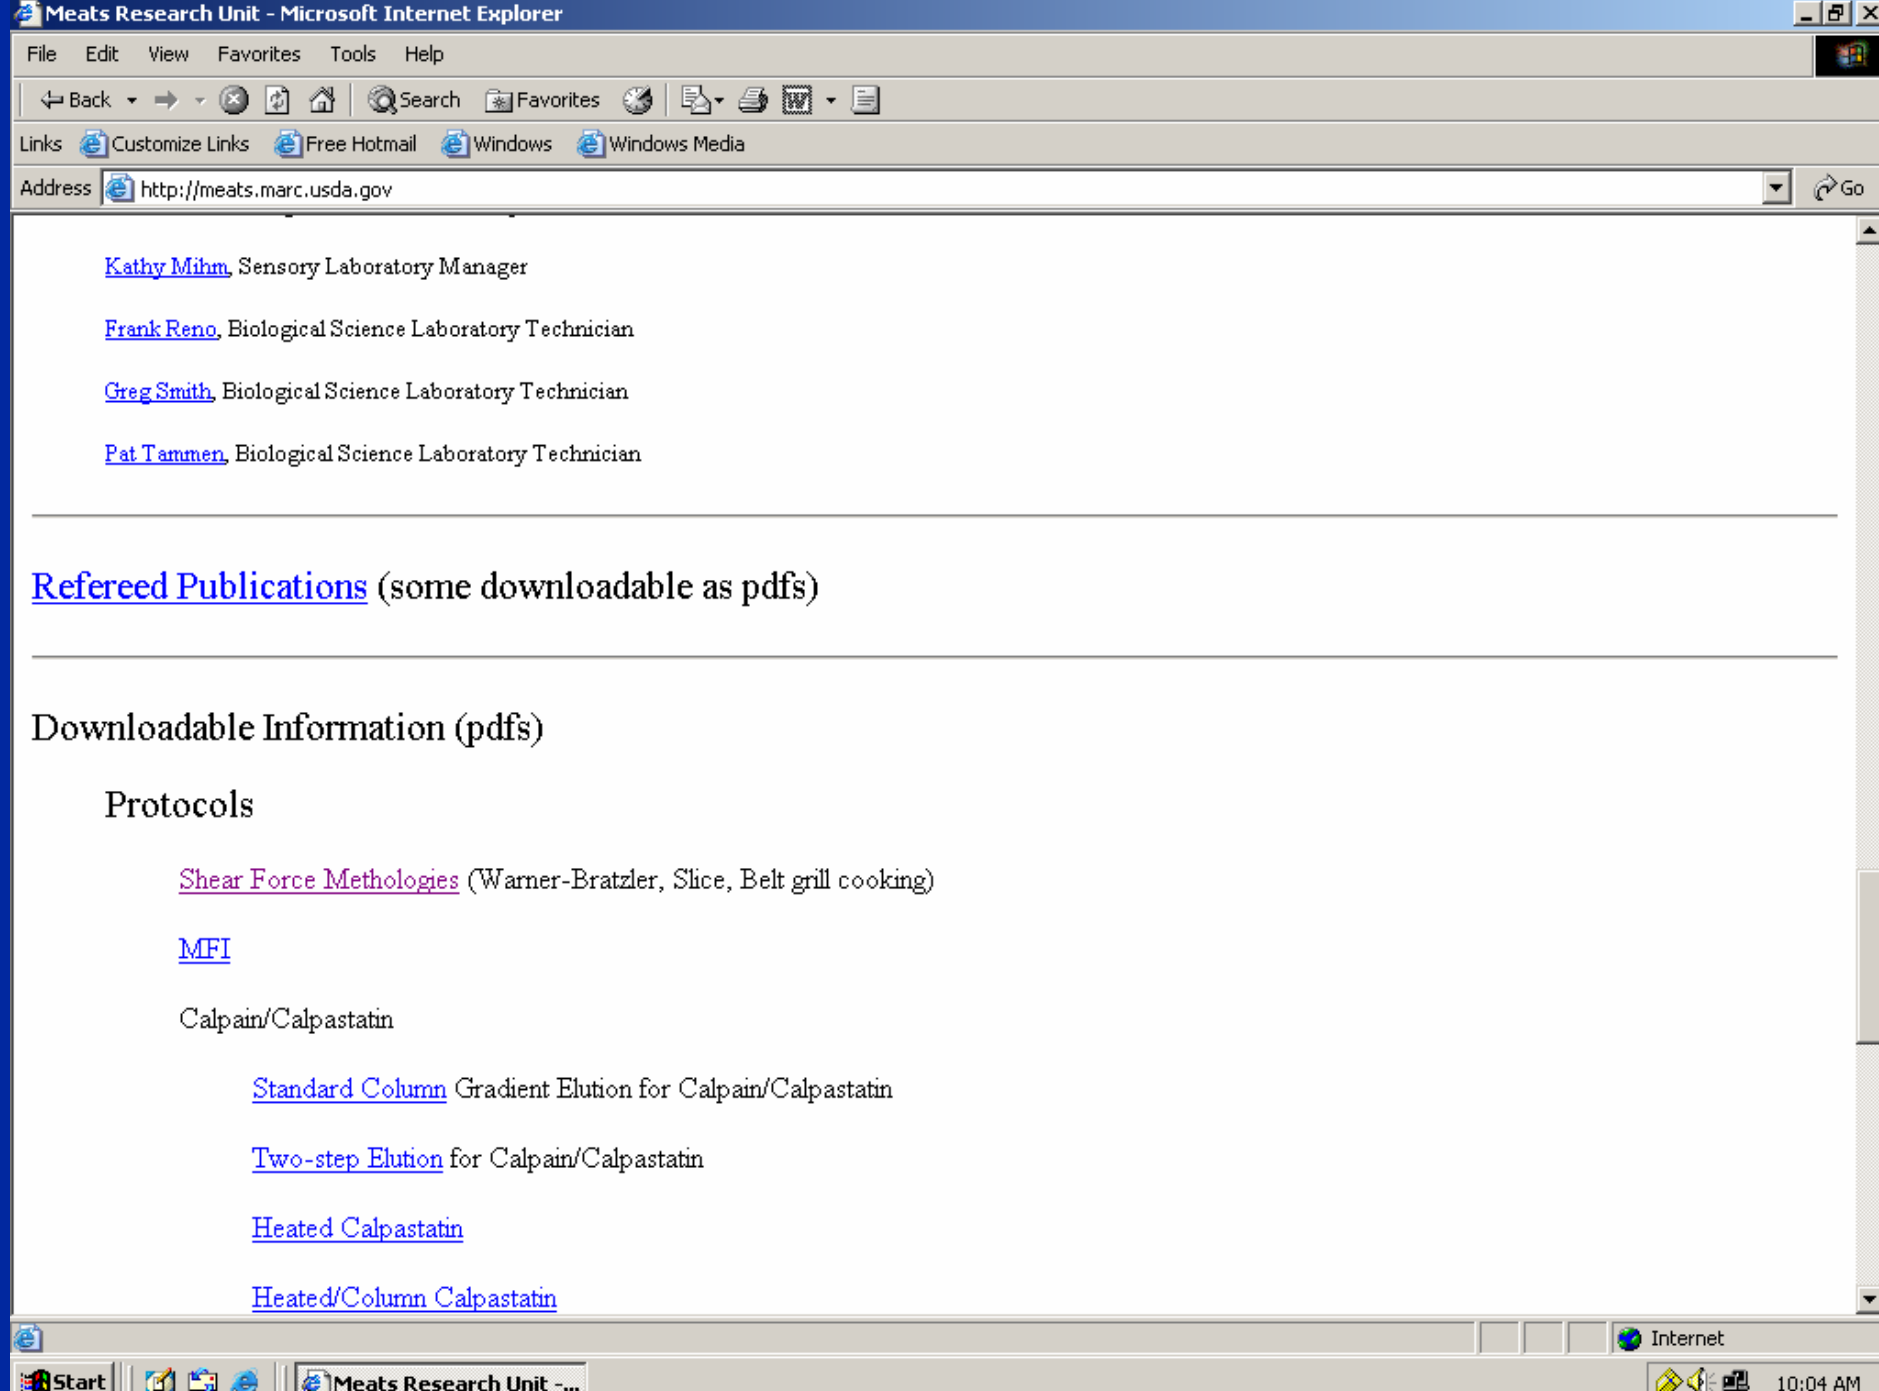 Meats Research Unit - Microsoft Internet Explorer
File Edit View Favorites Tools Help
Back Search Favorites
Links Customize Links Free Hotmail Windows Windows Media
Address http://meats.marc.usda.gov Go
Kathy Mihm, Sensory Laboratory Manager
Frank Reno, Biological Science Laboratory Technician
Greg Smith, Biological Science Laboratory Technician
Pat Tammen, Biological Science Laboratory Technician
Refereed Publications (some downloadable as pdfs)
Downloadable Information (pdfs)
Protocols
Shear Force Methologies (Warner-Bratzler, Slice, Belt grill cooking)
MFI
Calpain/Calpastatin
Standard Column Gradient Elution for Calpain/Calpastatin
Two-step Elution for Calpain/Calpastatin
Heated Calpastatin
Heated/Column Calpastatin
Internet
Start Meats Research Unit -... 10:04 AM